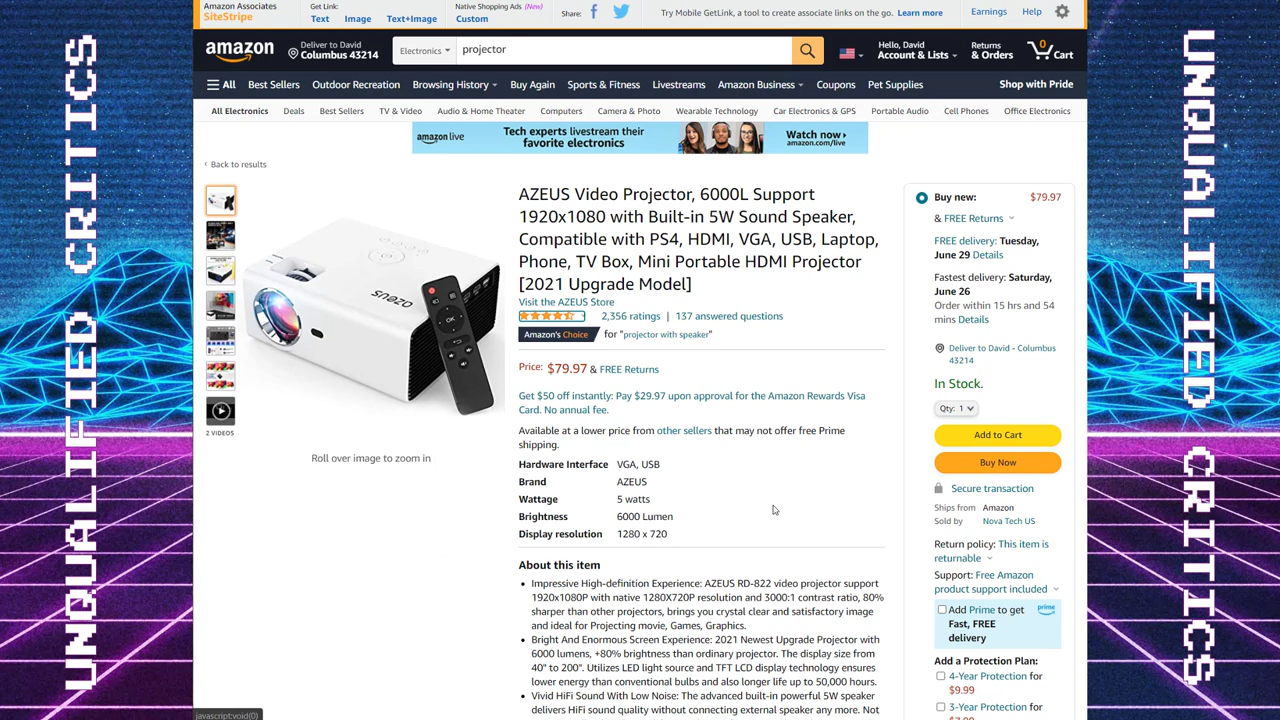 UNQUALIFIED CRITICS
Amazon Associates
SiteStripe
Get Link:
Text Image Text+Image
Native Shopping Ads (New)
Custom
Share:
Try Mobile GetLink, a tool to create associate links on the go. Learn more
Earnings Help
amazon
Deliver to David
Columbus 43214
Electronics
projector
Hello, David
Account & Lists
Returns
& Orders
0
Cart
All Best Sellers Outdoor Recreation Browsing History Buy Again Sports & Fitness Livestreams Amazon Business Coupons Pet Supplies Shop with Pride
All Electronics Deals Best Sellers TV & Video Audio & Home Theater Computers Camera & Photo Wearable Technology Car Electronics & GPS Portable Audio Cell Phones Office Electronics
amazon live
Tech experts livestream their
favorite electronics
Watch now
amazon.com/live
‹ Back to results
AZEUS Video Projector, 6000L Support
1920x1080 with Built-in 5W Sound Speaker,
Compatible with PS4, HDMI, VGA, USB, Laptop,
Phone, TV Box, Mini Portable HDMI Projector
[2021 Upgrade Model]
Visit the AZEUS Store
2,356 ratings | 137 answered questions
Amazon's Choice for "projector with speaker"
Price: $79.97 & FREE Returns
Get $50 off instantly: Pay $29.97 upon approval for the Amazon Rewards Visa
Card. No annual fee.
Available at a lower price from other sellers that may not offer free Prime
shipping.
Hardware Interface VGA, USB
Brand AZEUS
Wattage 5 watts
Brightness 6000 Lumen
Display resolution 1280 x 720
About this item
• Impressive High-definition Experience: AZEUS RD-822 video projector support
1920x1080P with native 1280X720P resolution and 3000:1 contrast ratio, 80%
sharper than other projectors, brings you crystal clear and satisfactory image
and ideal for Projecting movie, Games, Graphics.
• Bright And Enormous Screen Experience: 2021 Newest Upgrade Projector with
6000 lumens, +80% brightness than ordinary projector. The display size from
40" to 200". Utilizes LED light source and TFT LCD display technology ensures
lower energy than conventional bulbs and also longer life up to 50,000 hours.
• Vivid HiFi Sound With Low Noise: The advanced built-in powerful 5W speaker
delivers HiFi sound quality without connecting external speaker any more. Not
AZEUS
OK
2 VIDEOS
Roll over image to zoom in
Buy new: $79.97
& FREE Returns
FREE delivery: Tuesday,
June 29 Details
Fastest delivery: Saturday,
June 26
Order within 15 hrs and 54
mins Details
Deliver to David - Columbus
43214
In Stock.
Qty: 1
Add to Cart
Buy Now
Secure transaction
Ships from Amazon
Sold by Nova Tech US
Return policy: This item is
returnable
Support: Free Amazon
product support included
Add Prime to get
Fast, FREE
delivery
prime
Add a Protection Plan:
4-Year Protection for
$9.99
3-Year Protection for
javascript:void(0)
UNQUALIFIED CRITICS